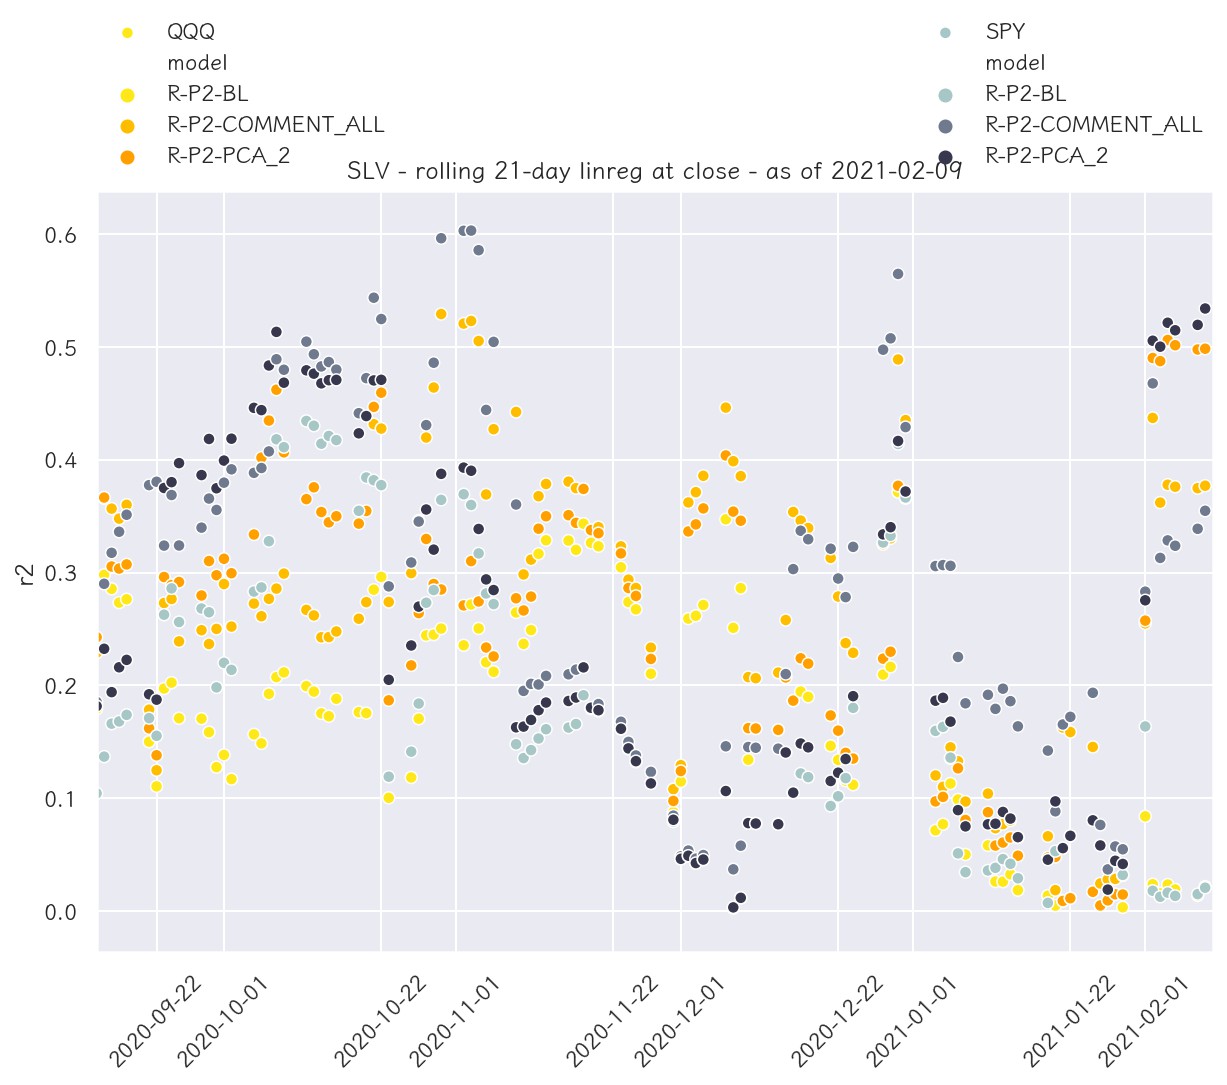 QQQ
model
R-P2-BL
R-P2-COMMENT_ALL
R-P2-PCA_2
SPY
model
R-P2-BL
R-P2-COMMENT_ALL
R-P2-PCA_2
SLV - rolling 21-day linreg at close - as of 2021-02-09
r2
0.6
0.5
0.4
0.3
0.2
0.1
0.0
2020-09-22
2020-10-01
2020-10-22
2020-11-01
2020-11-22
2020-12-01
2020-12-22
2021-01-01
2021-01-22
2021-02-01